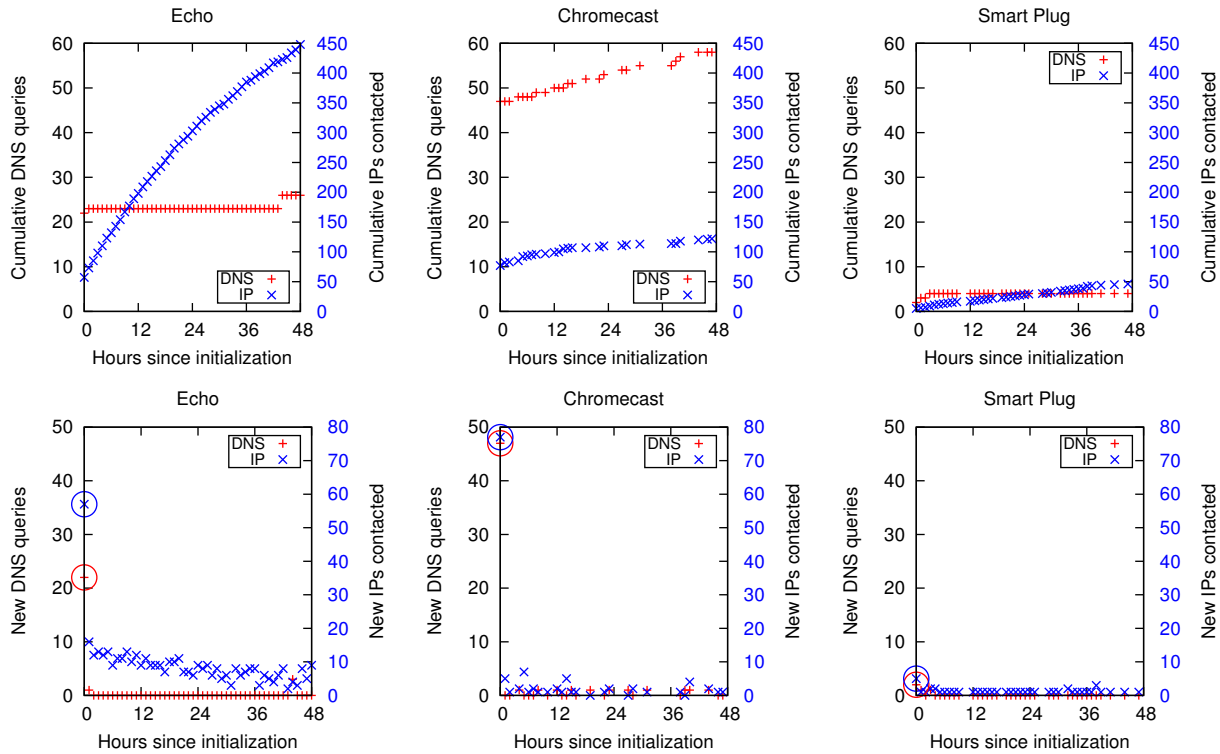 Echo
Cumulative DNS queries
60
50
40
30
20
10
0
450
400
350
300
250
200
150
100
50
0
Cumulative IPs contacted
DNS
IP
0 12 24 36 48
Hours since initialization
Chromecast
Cumulative DNS queries
60
50
40
30
20
10
0
450
400
350
300
250
200
150
100
50
0
Cumulative IPs contacted
DNS
IP
0 12 24 36 48
Hours since initialization
Smart Plug
Cumulative DNS queries
60
50
40
30
20
10
0
450
400
350
300
250
200
150
100
50
0
Cumulative IPs contacted
DNS
IP
0 12 24 36 48
Hours since initialization
Echo
New DNS queries
50
40
30
20
10
0
80
70
60
50
40
30
20
10
0
New IPs contacted
DNS
IP
0 12 24 36 48
Hours since initialization
Chromecast
New DNS queries
50
40
30
20
10
0
80
70
60
50
40
30
20
10
0
New IPs contacted
DNS
IP
0 12 24 36 48
Hours since initialization
Smart Plug
New DNS queries
50
40
30
20
10
0
80
70
60
50
40
30
20
10
0
New IPs contacted
DNS
IP
0 12 24 36 48
Hours since initialization